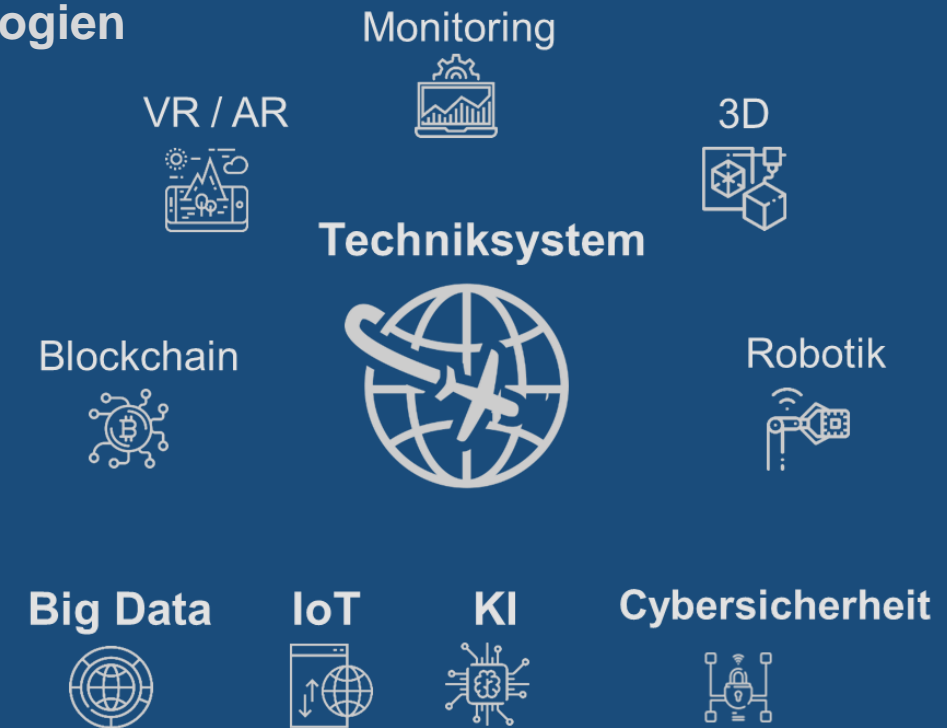 ogien
Monitoring
VR / AR
3D
Techniksystem
Blockchain
Robotik
Big Data
IoT
KI
Cybersicherheit